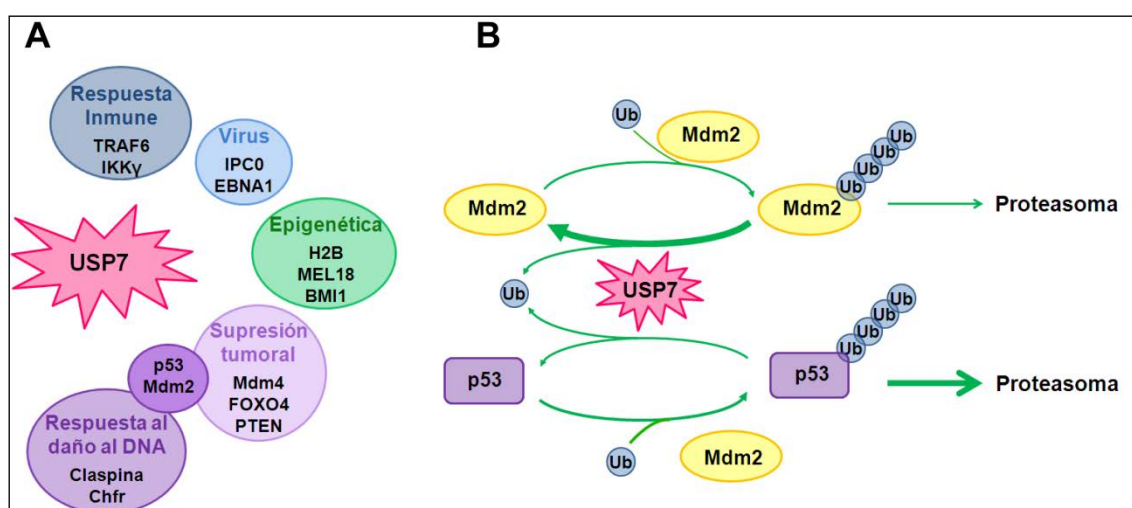 A
Respuesta
Inmune
TRAF6
IKKγ
Virus
IPC0
EBNA1
USP7
Epigenética
H2B
MEL18
BMI1
Supresión
tumoral
Mdm4
FOXO4
PTEN
p53
Mdm2
Respuesta al
daño al DNA
Claspina
Chfr
B
Ub
Mdm2
Mdm2
Mdm2
Ub
Ub
Ub
Ub
Proteasoma
Ub
USP7
p53
p53
Ub
Ub
Ub
Ub
Proteasoma
Ub
Mdm2